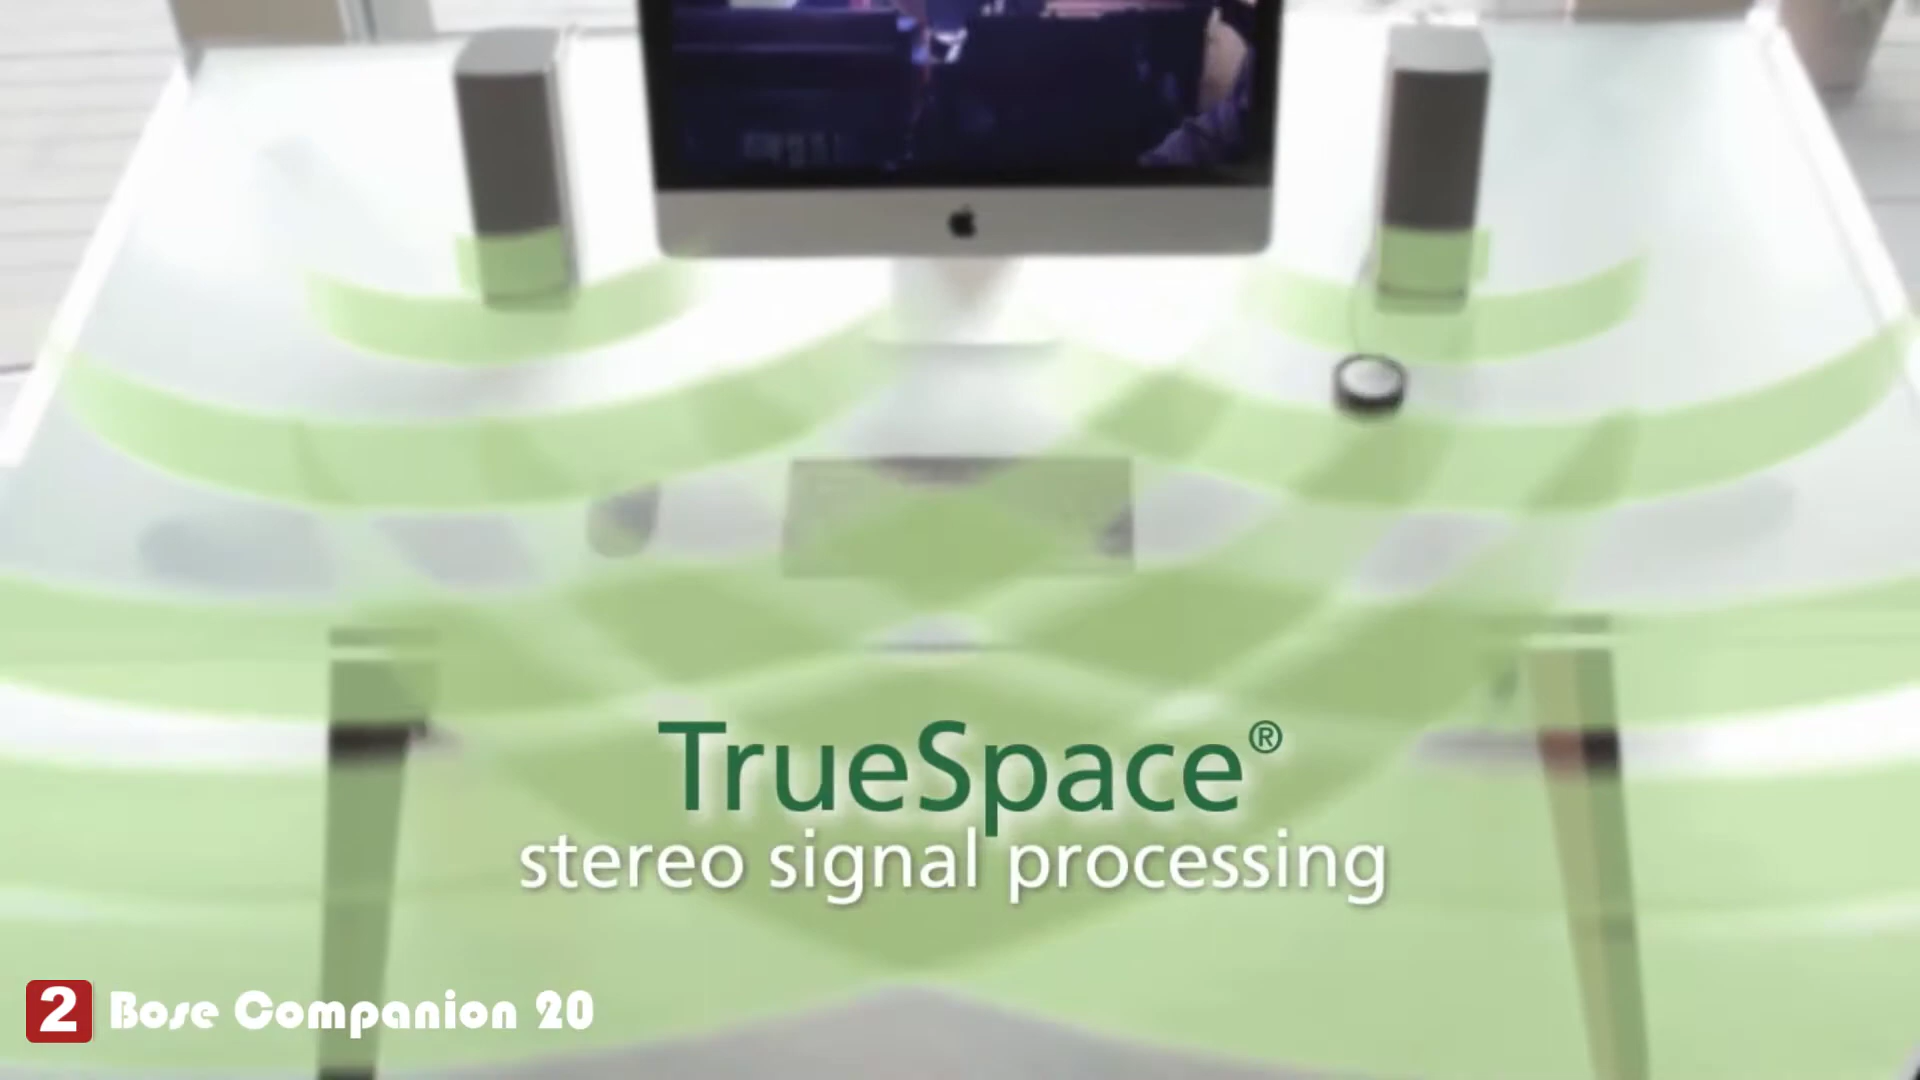 TrueSpace®
stereo signal processing
2 Bose Companion 20